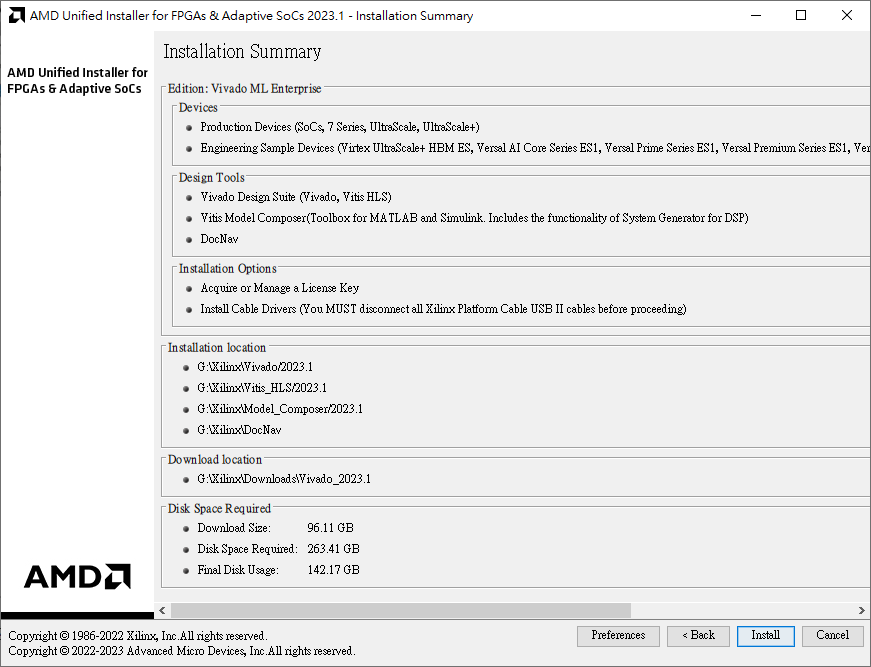 AMD Unified Installer for FPGAs & Adaptive SoCs 2023.1 - Installation Summary
AMD Unified Installer for
FPGAs & Adaptive SoCs
Installation Summary
Edition: Vivado ML Enterprise
Devices
Production Devices (SoCs, 7 Series, UltraScale, UltraScale+)
Engineering Sample Devices (Virtex UltraScale+ HBM ES, Versal AI Core Series ES1, Versal Prime Series ES1, Versal Premium Series ES1, Ver
Design Tools
Vivado Design Suite (Vivado, Vitis HLS)
Vitis Model Composer(Toolbox for MATLAB and Simulink. Includes the functionality of System Generator for DSP)
DocNav
Installation Options
Acquire or Manage a License Key
Install Cable Drivers (You MUST disconnect all Xilinx Platform Cable USB II cables before proceeding)
Installation location
G:\Xilinx\Vivado/2023.1
G:\Xilinx\Vitis_HLS/2023.1
G:\Xilinx\Model_Composer/2023.1
G:\Xilinx\DocNav
Download location
G:\Xilinx\Downloads\Vivado_2023.1
Disk Space Required
Download Size: 96.11 GB
Disk Space Required: 263.41 GB
Final Disk Usage: 142.17 GB
AMD
Copyright © 1986-2022 Xilinx, Inc.All rights reserved.
Copyright © 2022-2023 Advanced Micro Devices, Inc.All rights reserved.
Preferences < Back Install Cancel